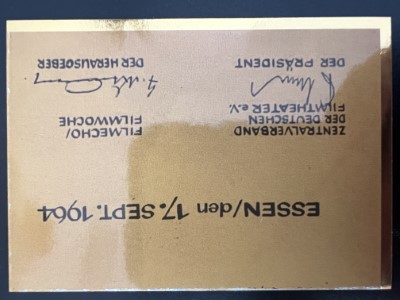 ESSEN/den 17. SEPT. 1964
FILMECHO/
FILMWOCHE
ZENTRALVERBAND
DER DEUTSCHEN
FILMTHEATER e.V.
DER HERAUSGEBER
DER PRÄSIDENT